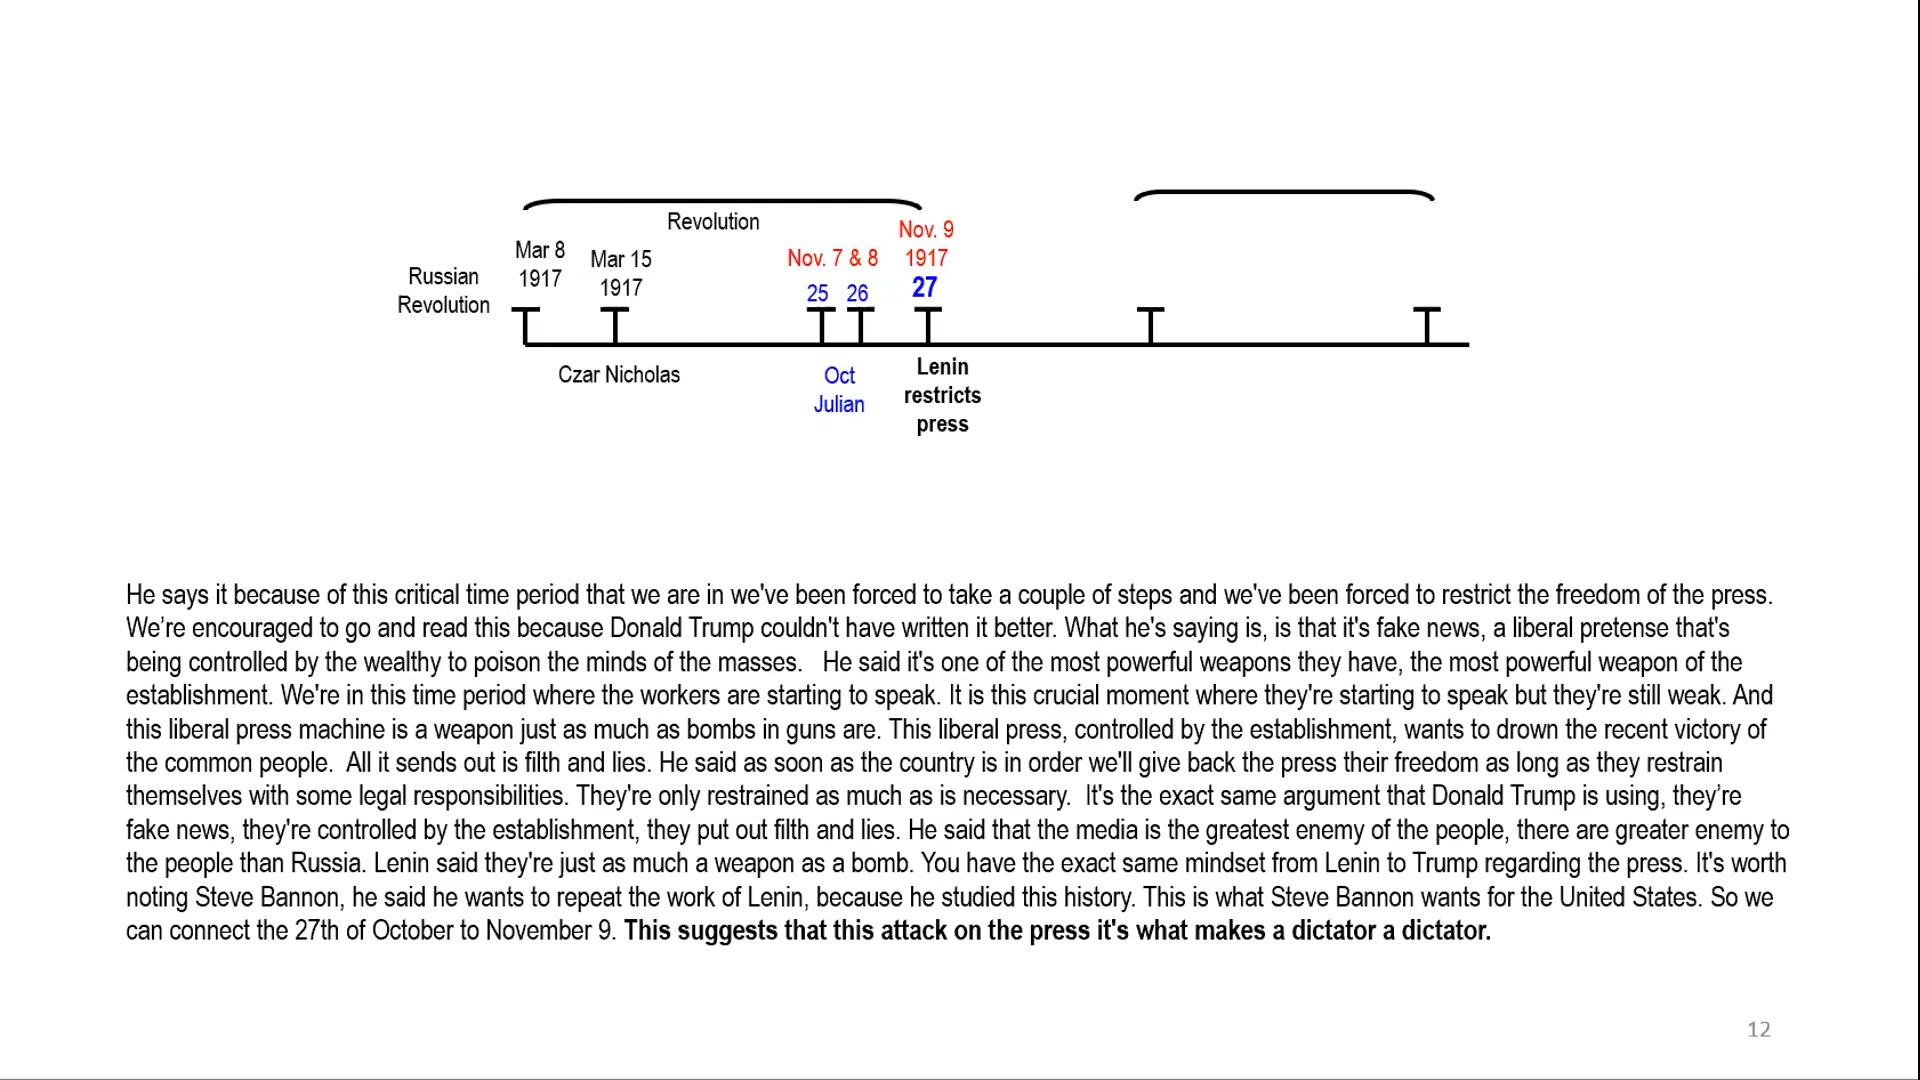 Revolution
Nov. 9
Mar 8
Mar 15
Nov. 7 & 8
1917
Russian
1917
1917
25 26
27
Revolution
Czar Nicholas
Oct
Julian
Lenin
restricts
press
He says it because of this critical time period that we are in we've been forced to take a couple of steps and we've been forced to restrict the freedom of the press.
We’re encouraged to go and read this because Donald Trump couldn't have written it better. What he's saying is, is that it's fake news, a liberal pretense that's
being controlled by the wealthy to poison the minds of the masses.   He said it's one of the most powerful weapons they have, the most powerful weapon of the
establishment. We're in this time period where the workers are starting to speak. It is this crucial moment where they're starting to speak but they're still weak. And
this liberal press machine is a weapon just as much as bombs in guns are. This liberal press, controlled by the establishment, wants to drown the recent victory of
the common people.  All it sends out is filth and lies. He said as soon as the country is in order we'll give back the press their freedom as long as they restrain
themselves with some legal responsibilities. They're only restrained as much as is necessary.  It's the exact same argument that Donald Trump is using, they’re
fake news, they're controlled by the establishment, they put out filth and lies. He said that the media is the greatest enemy of the people, there are greater enemy to
the people than Russia. Lenin said they're just as much a weapon as a bomb. You have the exact same mindset from Lenin to Trump regarding the press. It's worth
noting Steve Bannon, he said he wants to repeat the work of Lenin, because he studied this history. This is what Steve Bannon wants for the United States. So we
can connect the 27th of October to November 9. This suggests that this attack on the press it's what makes a dictator a dictator.
12